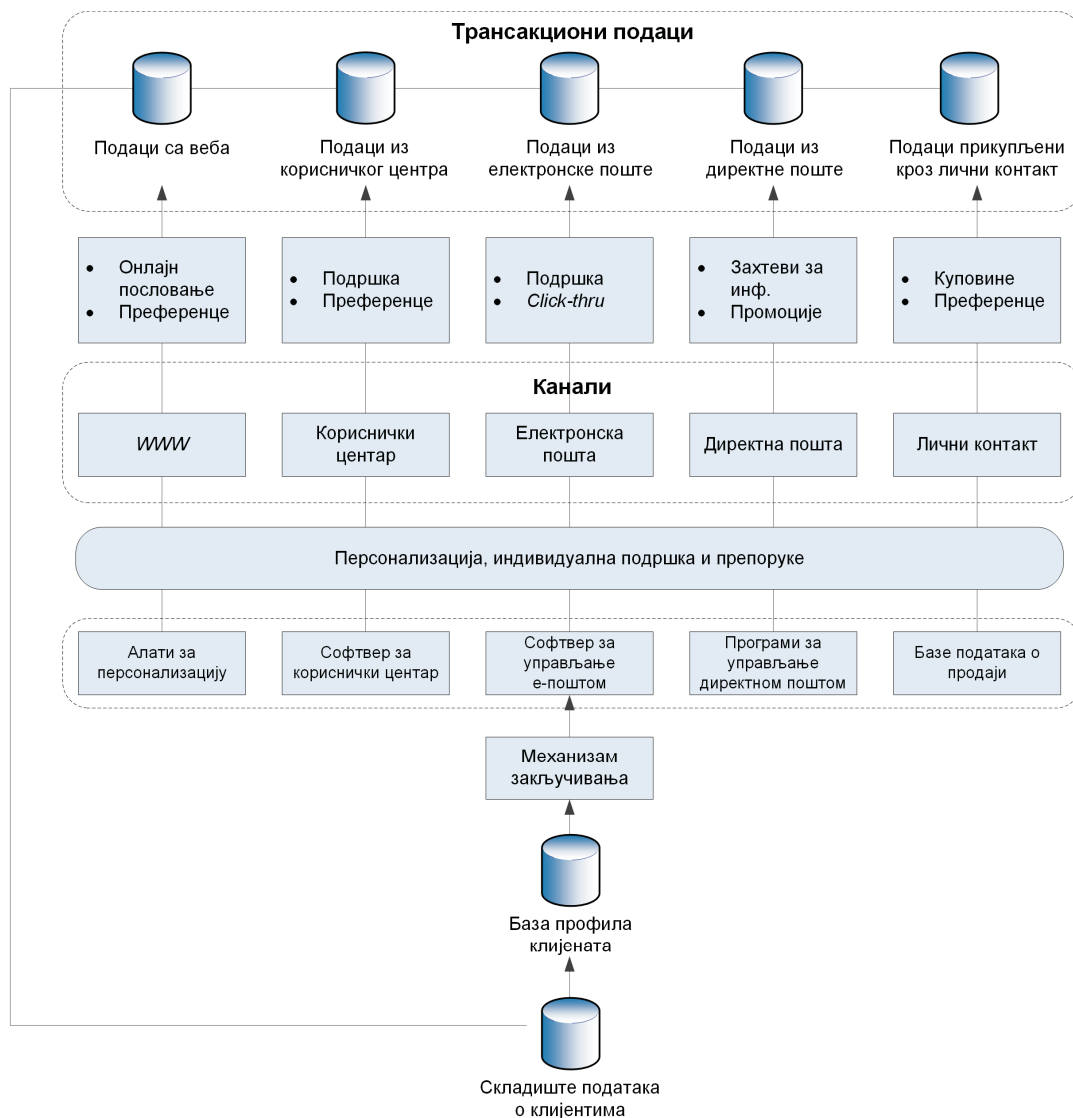 Трансакциони подаци
Подаци са веба
Подаци из
корисничког центра
Подаци из
електронске поште
Подаци из
директне поште
Подаци прикупљени
кроз лични контакт
• Онлајн
пословање
• Преференце
• Подршка
• Преференце
• Подршка
• Click-thru
• Захтеви за
инф.
• Промоције
• Куповине
• Преференце
Канали
WWW
Кориснички
центар
Електронска
пошта
Директна пошта
Лични контакт
Персонализација, индивидуална подршка и препоруке
Алати за
персонализацију
Софтвер за
кориснички центар
Софтвер за
управљање
е-поштом
Програми за
управљање
директном поштом
Базе података о
продаји
Механизам
закључивања
База профила
клијената
Складиште података
о клијентима